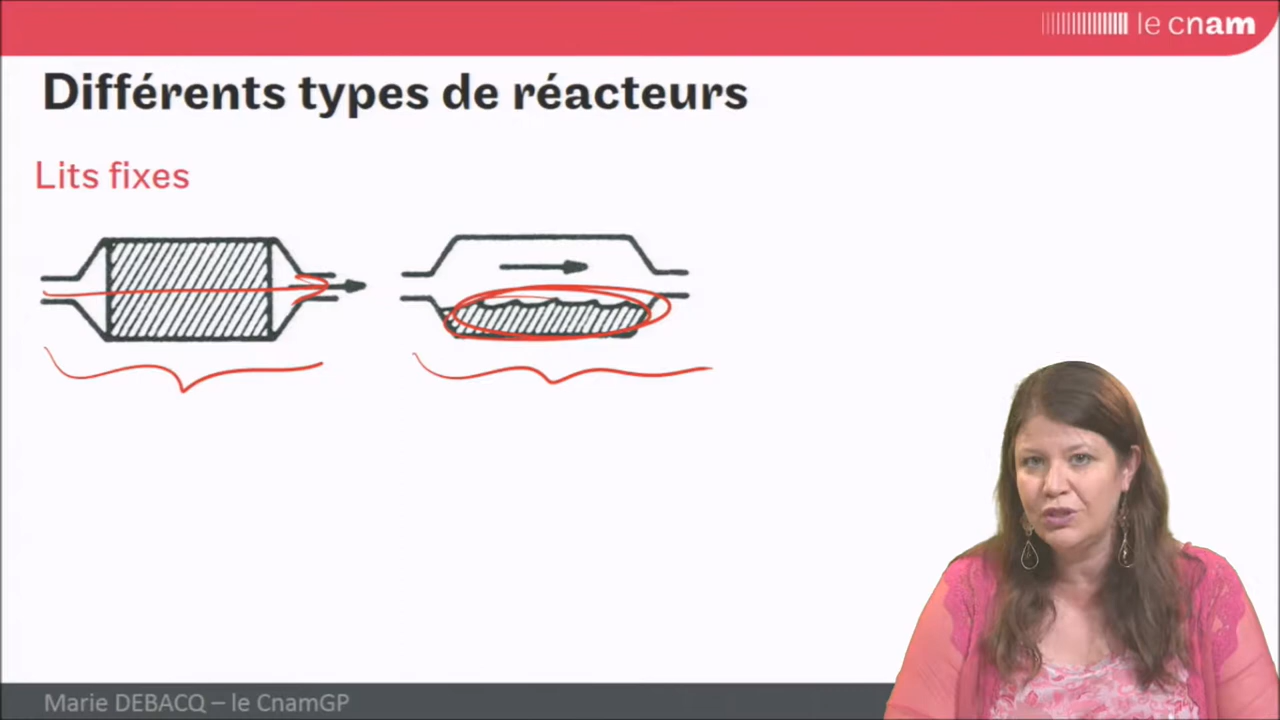 le cnam
Différents types de réacteurs
Lits fixes
Marie DEBACQ – le CnamGP